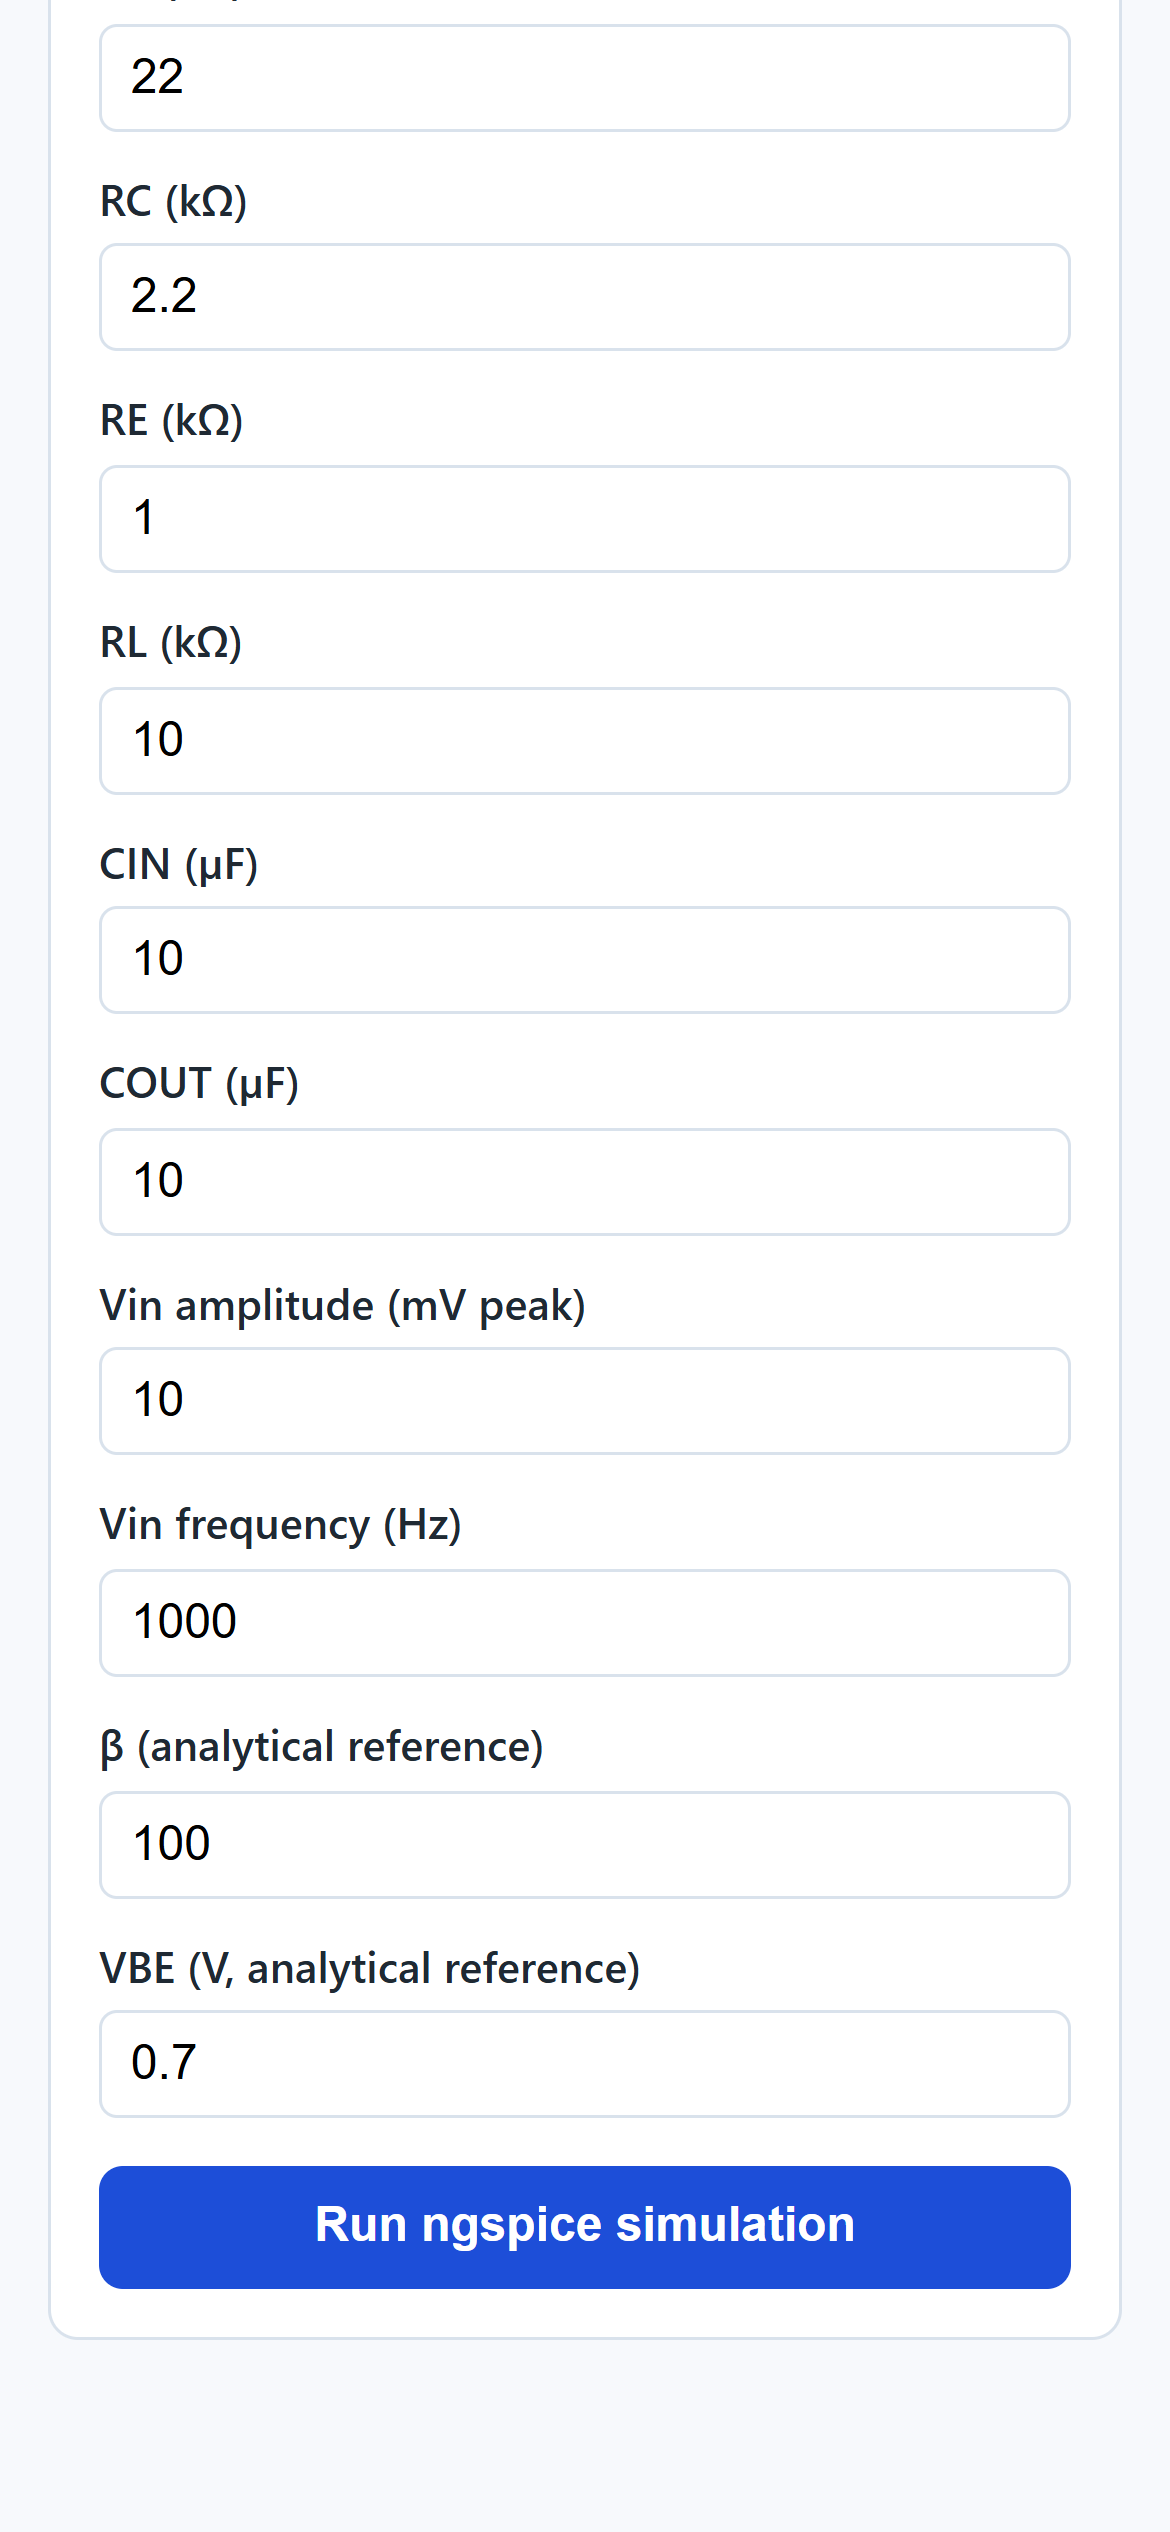 22
RC (kΩ)
2.2
RE (kΩ)
1
RL (kΩ)
10
CIN (μF)
10
COUT (μF)
10
Vin amplitude (mV peak)
10
Vin frequency (Hz)
1000
β (analytical reference)
100
VBE (V, analytical reference)
0.7
Run ngspice simulation